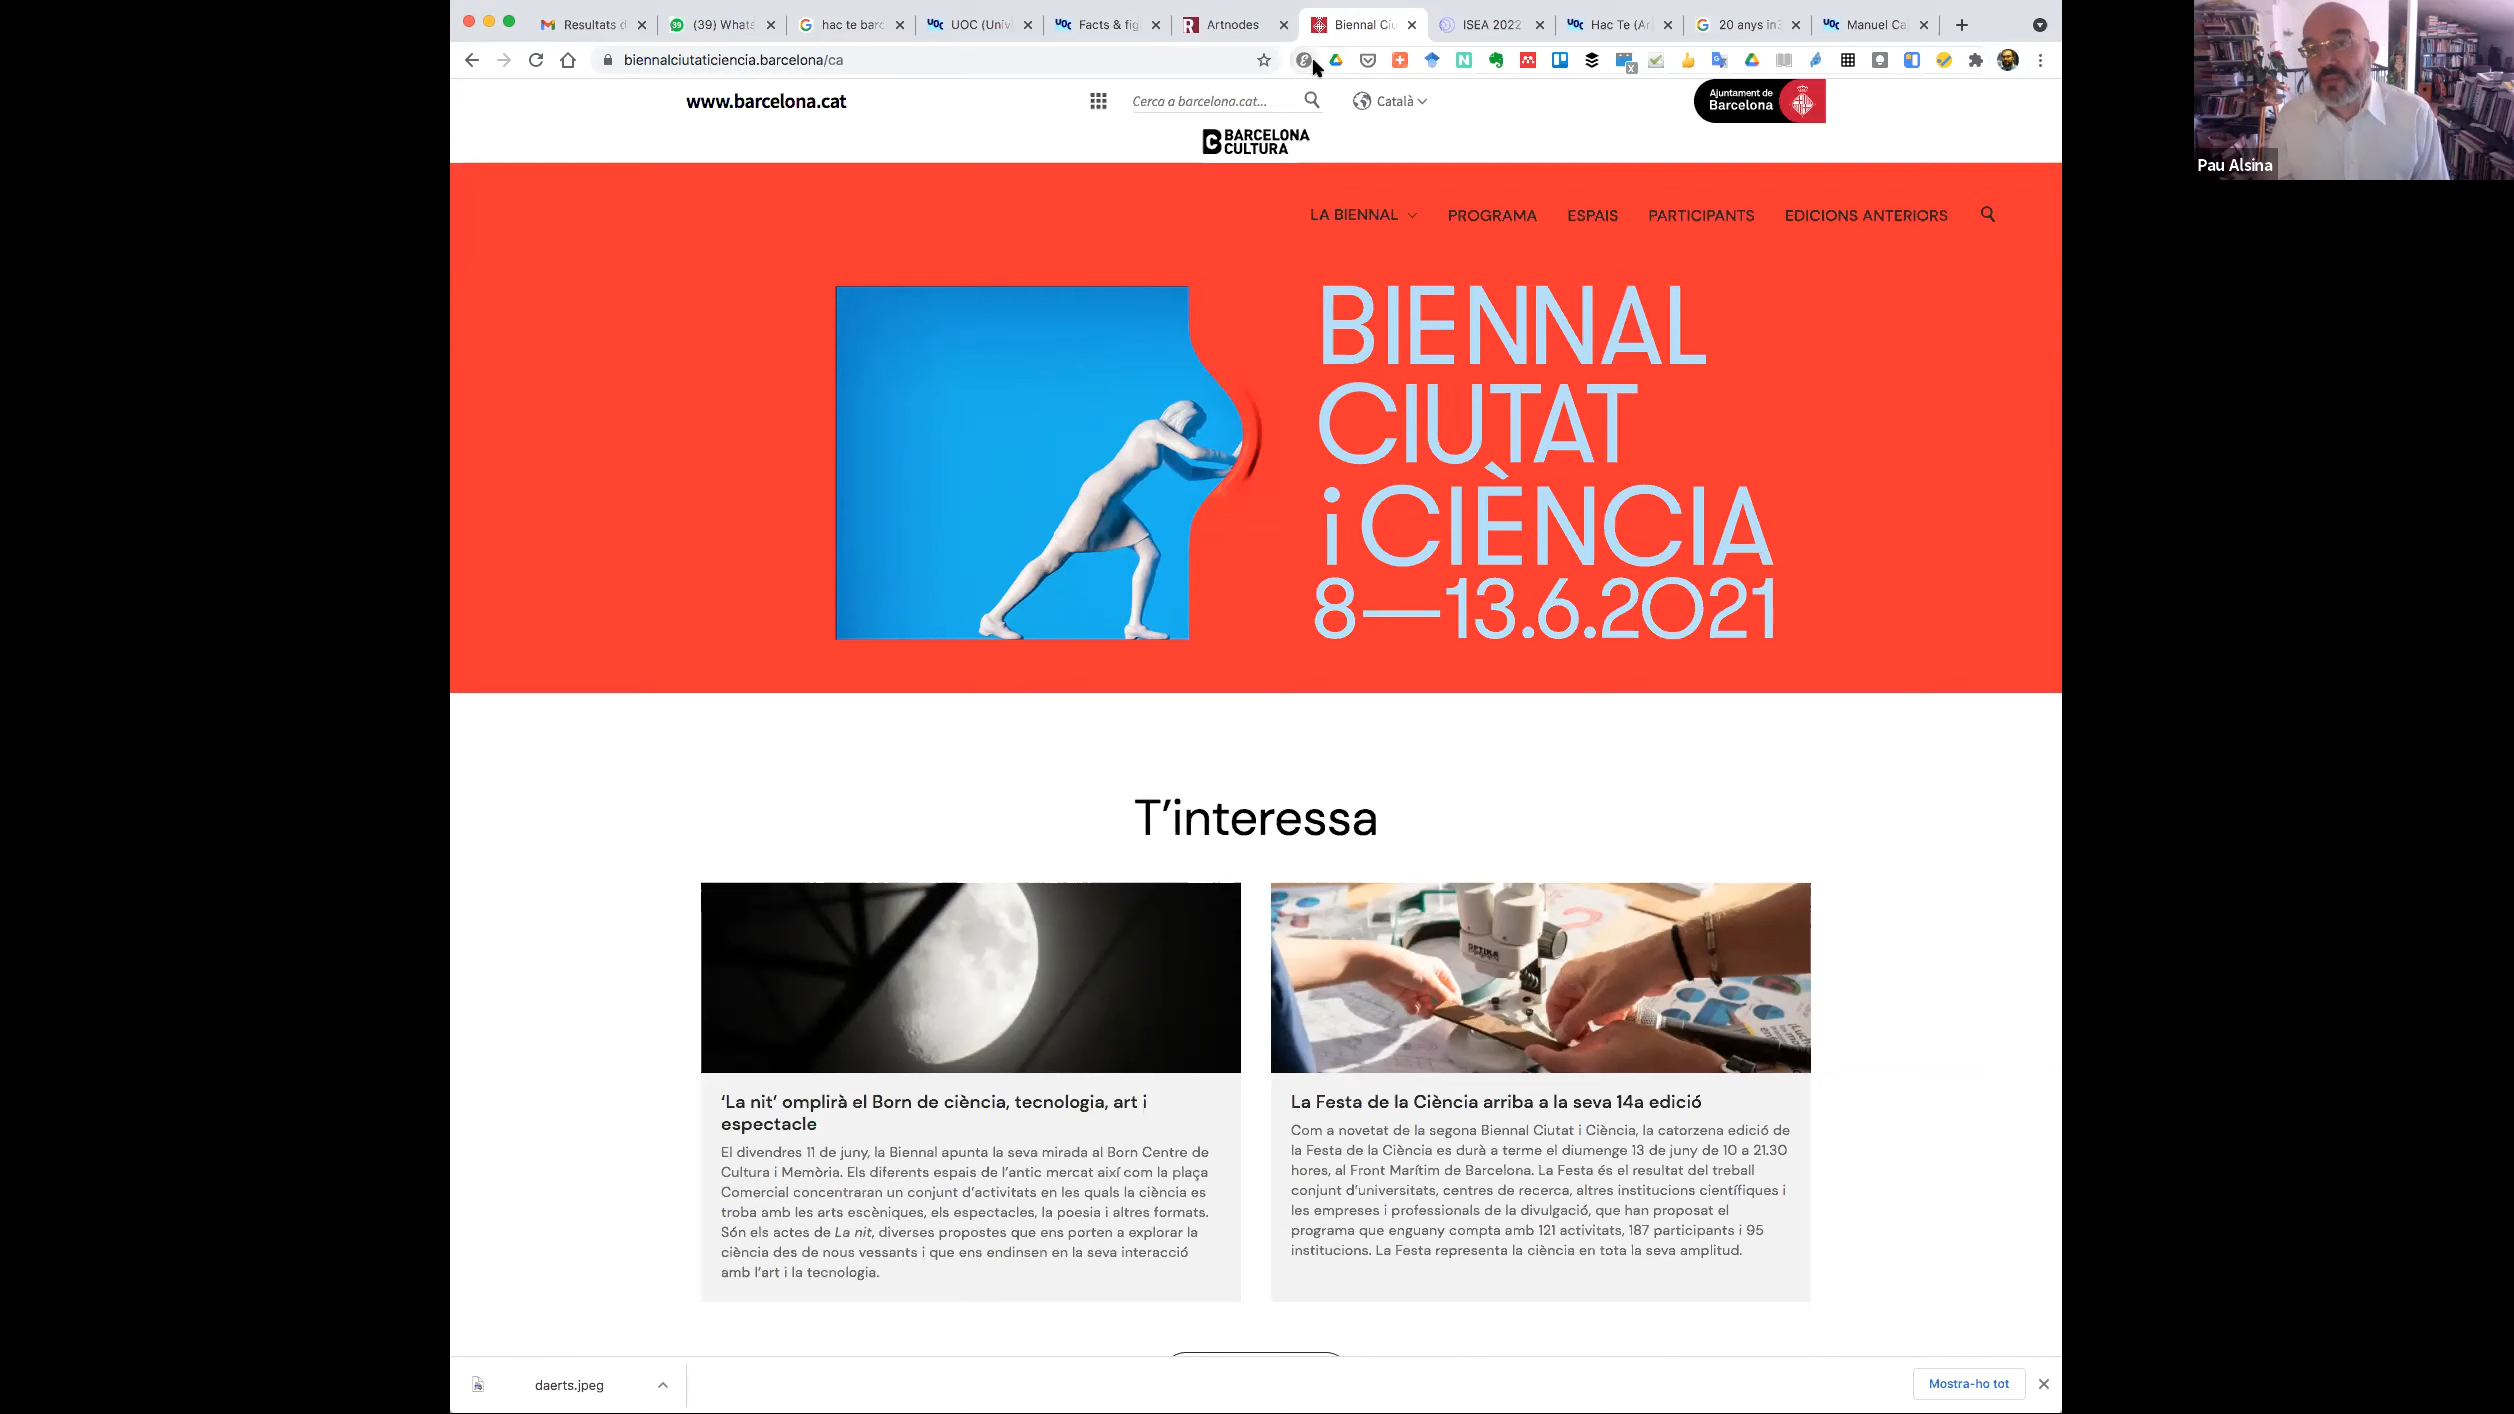 Resultats d
(39) Whats
hac te barc
UOC (Univ
Facts & fig
Artnodes
Biennal Ciu
ISEA 2022
Hac Te (Ar
20 anys in3
Manuel Ca
biennalciutaticiencia.barcelona/ca
Pau Alsina
www.barcelona.cat
Cerca a barcelona.cat...
Català
Ajuntament de
Barcelona
BARCELONA
CULTURA
LA BIENNAL
PROGRAMA
ESPAIS
PARTICIPANTS
EDICIONS ANTERIORS
BIENNAL
CIUTAT
i CIÈNCIA
8—13.6.2021
T'interessa
OPTIKA
'La nit' omplirà el Born de ciència, tecnologia, art i
espectacle
El divendres 11 de juny, la Biennal apunta la seva mirada al Born Centre de
Cultura i Memòria. Els diferents espais de l'antic mercat així com la plaça
Comercial concentraran un conjunt d'activitats en les quals la ciència es
troba amb les arts escèniques, els espectacles, la poesia i altres formats.
Són els actes de La nit, diverses propostes que ens porten a explorar la
ciència des de nous vessants i que ens endinsen en la seva interacció
amb l'art i la tecnologia.
La Festa de la Ciència arriba a la seva 14a edició
Com a novetat de la segona Biennal Ciutat i Ciència, la catorzena edició de
la Festa de la Ciència es durà a terme el diumenge 13 de juny de 10 a 21.30
hores, al Front Marítim de Barcelona. La Festa és el resultat del treball
conjunt d'universitats, centres de recerca, altres institucions científiques i
les empreses i professionals de la divulgació, que han proposat el
programa que enguany compta amb 121 activitats, 187 participants i 95
institucions. La Festa representa la ciència en tota la seva amplitud.
daerts.jpeg
Mostra-ho tot